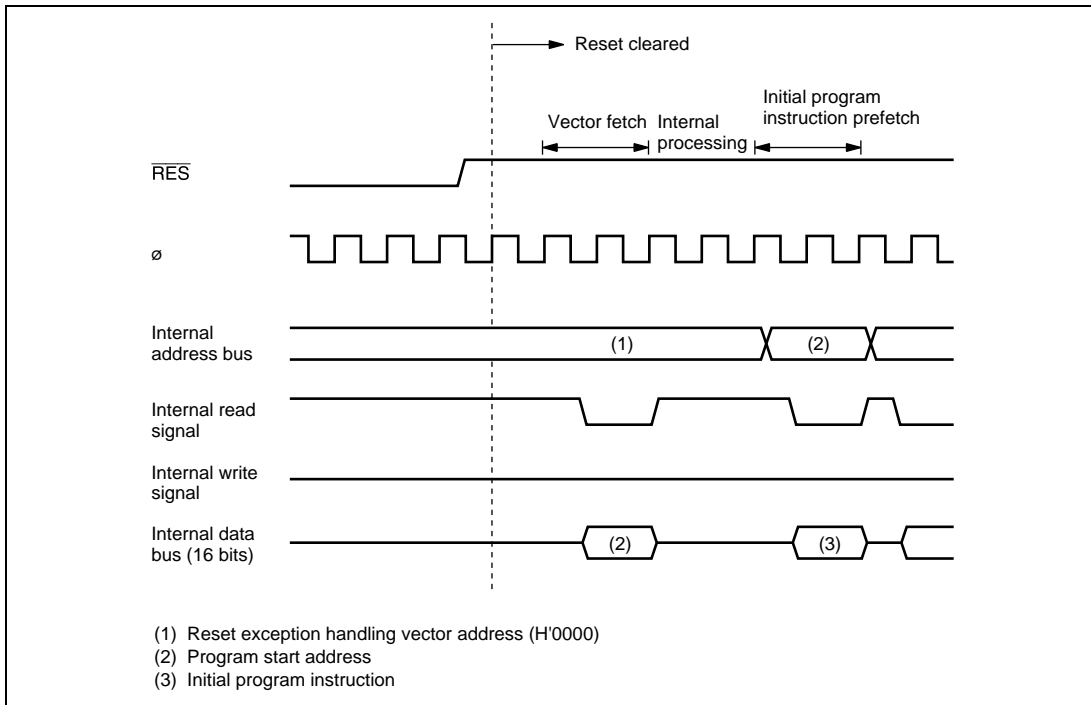 Reset cleared
Vector fetch
Internal
processing
Initial program
instruction prefetch
RES
ø
Internal
address bus
(1)
(2)
Internal read
signal
Internal write
signal
Internal data
bus (16 bits)
(2)
(3)
(1) Reset exception handling vector address (H'0000)
(2) Program start address
(3) Initial program instruction